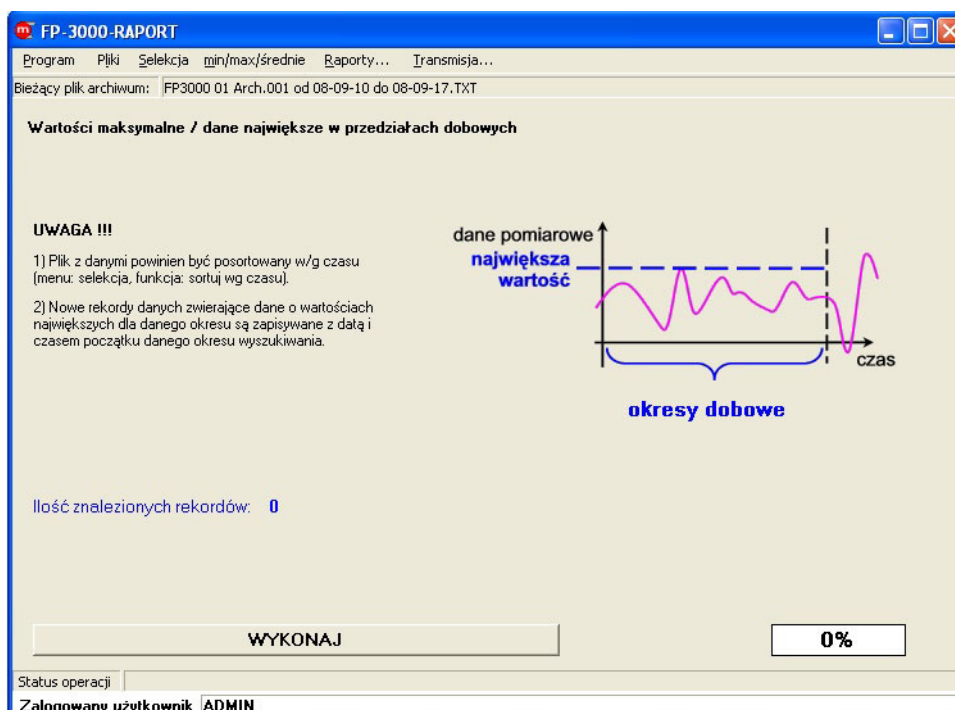 FP-3000-RAPORT
Program Pliki Selekcja min/max/średnie Raporty... Transmisja...
Bieżący plik archiwum: FP3000 01 Arch.001 od 08-09-10 do 08-09-17.TXT
Wartości maksymalne / dane największe w przedziałach dobowych
UWAGA !!!
1) Plik z danymi powinien być posortowany w/g czasu
(menu: selekcja, funkcja: sortuj wg czasu).
2) Nowe rekordy danych zwierające dane o wartościach
największych dla danego okresu są zapisywane z datą i
czasem początku danego okresu wyszukiwania.
dane pomiarowe
największa
wartość
czas
okresy dobowe
Ilość znalezionych rekordów: 0
WYKONAJ
0%
Status operacji
Zalogowany użytkownik ADMIN